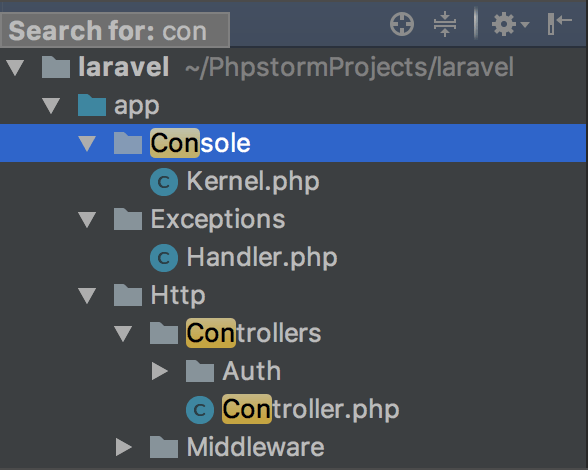 Search for: con
laravel ~/PhpstormProjects/laravel
app
Console
C Kernel.php
Exceptions
C Handler.php
Http
Controllers
Auth
C Controller.php
Middleware